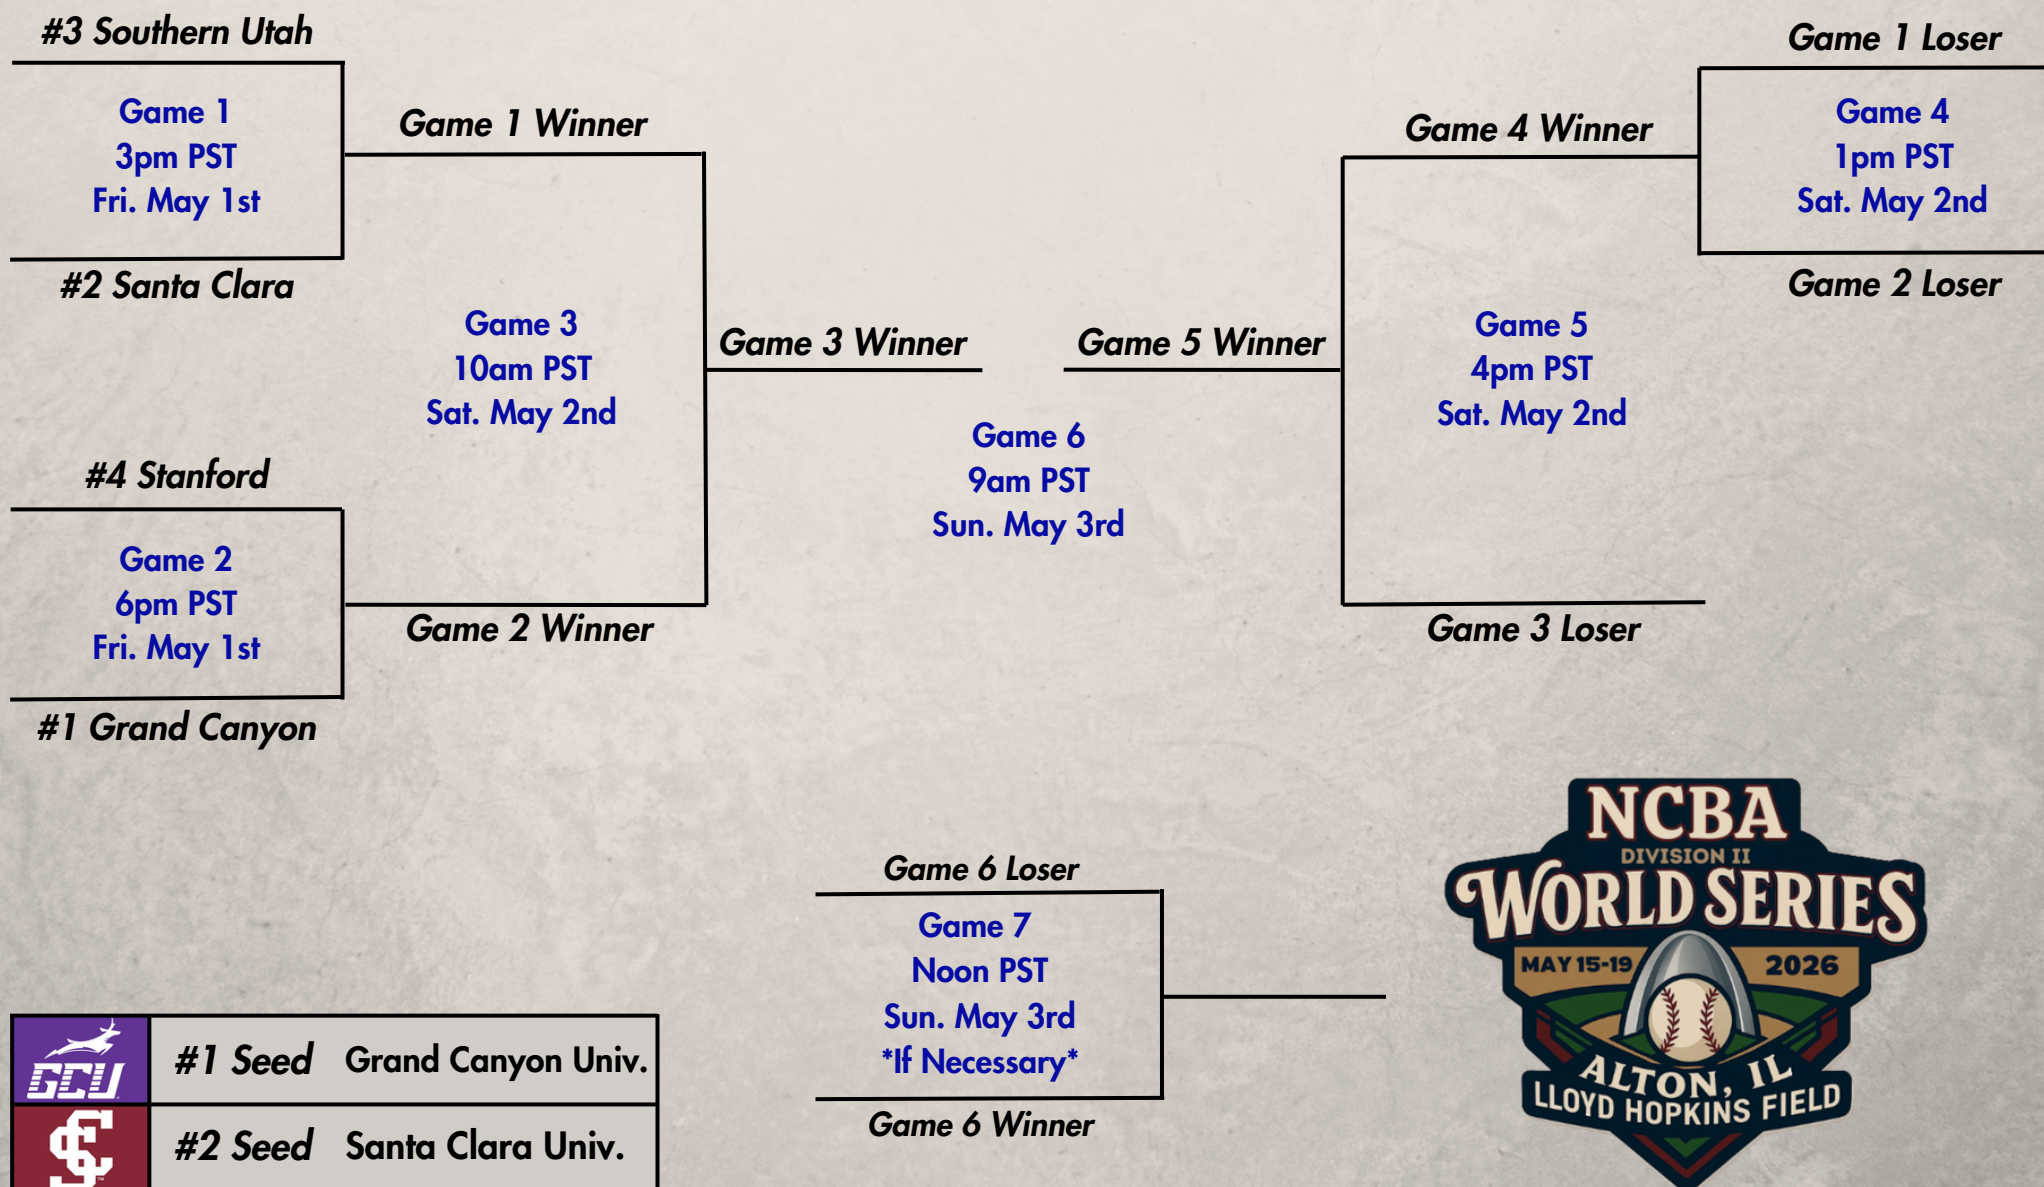 #3 Southern Utah
Game 1
3pm PST
Fri. May 1st
#2 Santa Clara
Game 1 Winner
Game 3
10am PST
Sat. May 2nd
#4 Stanford
Game 2
6pm PST
Fri. May 1st
#1 Grand Canyon
Game 2 Winner
Game 3 Winner
Game 5 Winner
Game 6
9am PST
Sun. May 3rd
Game 1 Loser
Game 4
1pm PST
Sat. May 2nd
Game 2 Loser
Game 4 Winner
Game 5
4pm PST
Sat. May 2nd
Game 3 Loser
Game 6 Loser
Game 7
Noon PST
Sun. May 3rd
*If Necessary*
Game 6 Winner
GCU
#1 Seed Grand Canyon Univ.
SC
#2 Seed Santa Clara Univ.
NCBA
DIVISION II
WORLD SERIES
MAY 15-19 2026
ALTON, IL
LLOYD HOPKINS FIELD